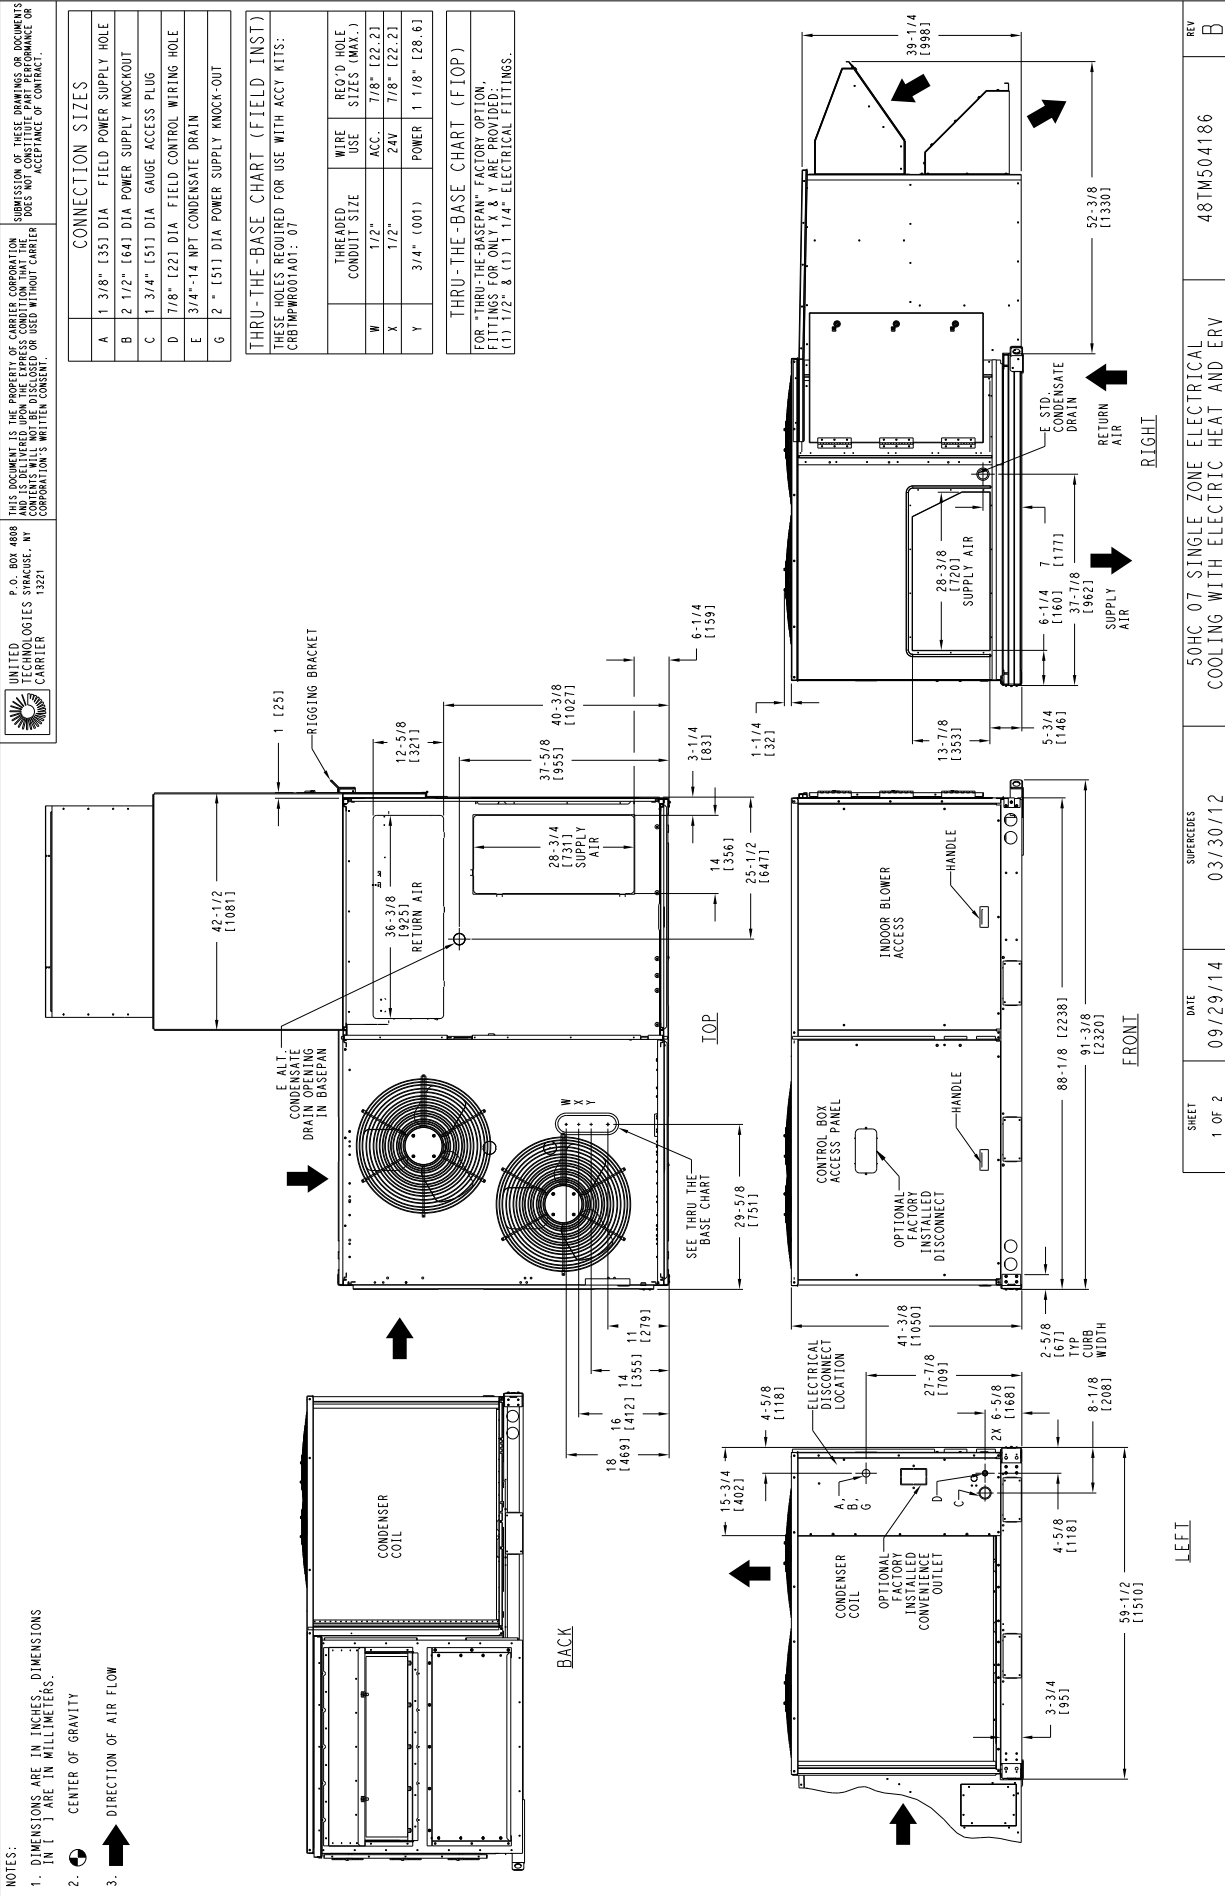 NOTES:
1. DIMENSIONS ARE IN INCHES, DIMENSIONS
IN [ ] ARE IN MILLIMETERS.
2. CENTER OF GRAVITY
3. DIRECTION OF AIR FLOW
UNITED
TECHNOLOGIES
CARRIER
P.O. BOX 4808
SYRACUSE, NY
13221
THIS DOCUMENT IS THE PROPERTY OF CARRIER CORPORATION
AND IS DELIVERED UPON THE EXPRESS CONDITION THAT THE
CONTENTS WILL NOT BE DISCLOSED OR USED WITHOUT CARRIER
CORPORATION'S WRITTEN CONSENT.
SUBMISSION OF THESE DRAWINGS OR DOCUMENTS
DOES NOT CONSTITUTE PART PERFORMANCE OR
ACCEPTANCE OF CONTRACT.
CONNECTION SIZES
A 1 3/8" [35] DIA FIELD POWER SUPPLY HOLE
B 2 1/2" [64] DIA POWER SUPPLY KNOCKOUT
C 1 3/4" [51] DIA GAUGE ACCESS PLUG
D 7/8" [22] DIA FIELD CONTROL WIRING HOLE
E 3/4"-14 NPT CONDENSATE DRAIN
G 2 " [51] DIA POWER SUPPLY KNOCK-OUT
THRU-THE-BASE CHART (FIELD INST)
THESE HOLES REQUIRED FOR USE WITH ACCY KITS:
CRBTMPWR001A01: 07
THREADED
CONDUIT SIZE
WIRE
USE
REQ'D HOLE
SIZES (MAX.)
W 1/2" ACC. 7/8" [22.2]
X 1/2" 24V 7/8" [22.2]
Y 3/4" (001) POWER 1 1/8" [28.6]
THRU-THE-BASE CHART (FIOP)
FOR "THRU-THE-BASEPAN" FACTORY OPTION,
FITTINGS FOR ONLY X & Y ARE PROVIDED:
(1) 1/2" & (1) 1 1/4" ELECTRICAL FITTINGS.
CONDENSER
COIL
BACK
42-1/2
[1081]
1 [25]
RIGGING BRACKET
12-5/8
[321]
40-3/8
[1027]
37-5/8
[955]
6-1/4
[159]
36-3/8
[925]
RETURN AIR
28-3/4
[731]
SUPPLY
AIR
3-1/4
[83]
14
[356]
25-1/2
[647]
E ALT.
CONDENSATE
DRAIN OPENING
IN BASEPAN
W
X
Y
SEE THRU THE
BASE CHART
29-5/8
[751]
11
[279]
14
[355]
16
[412]
18
[469]
TOP
ELECTRICAL
DISCONNECT
LOCATION
4-5/8
[118]
15-3/4
[402]
27-7/8
[709]
2X 6-5/8
[168]
8-1/8
[208]
A,
B,
G
D
C
CONDENSER
COIL
OPTIONAL
FACTORY
INSTALLED
CONVENIENCE
OUTLET
4-5/8
[118]
3-3/4
[95]
59-1/2
[1510]
LEFT
CONTROL BOX
ACCESS PANEL
OPTIONAL
FACTORY
INSTALLED
DISCONNECT
HANDLE
INDOOR BLOWER
ACCESS
HANDLE
41-3/8
[1050]
2-5/8
[67]
TYP
CURB
WIDTH
88-1/8 [2238]
91-3/8
[2320]
FRONT
1-1/4
[32]
13-7/8
[353]
5-3/4
[146]
28-3/8
[720]
SUPPLY AIR
6-1/4
[160]
7
[177]
37-7/8
[962]
SUPPLY
AIR
E STD.
CONDENSATE
DRAIN
RETURN
AIR
39-1/4
[998]
52-3/8
[1330]
RIGHT
SHEET
1 OF 2
DATE
09/29/14
SUPERCEDES
03/30/12
50HC 07 SINGLE ZONE ELECTRICAL
COOLING WITH ELECTRIC HEAT AND ERV
48TM504186
REV
B